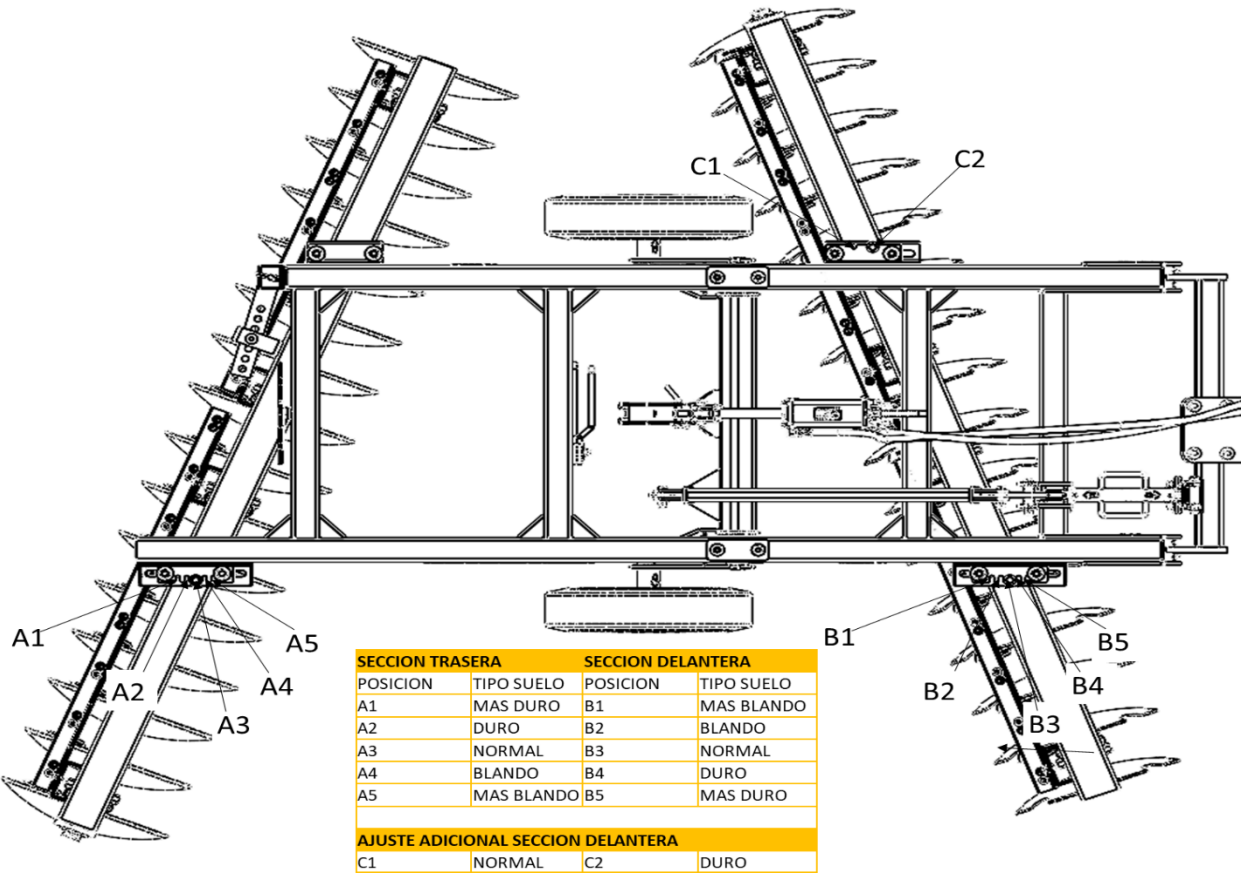 C1
C2
A1
A2
A3
A4
A5
B1
B2
B3
B4
B5
SECCION TRASERA SECCION DELANTERA
POSICION TIPO SUELO POSICION TIPO SUELO
A1 MAS DURO B1 MAS BLANDO
A2 DURO B2 BLANDO
A3 NORMAL B3 NORMAL
A4 BLANDO B4 DURO
A5 MAS BLANDO B5 MAS DURO
AJUSTE ADICIONAL SECCION DELANTERA
C1 NORMAL C2 DURO